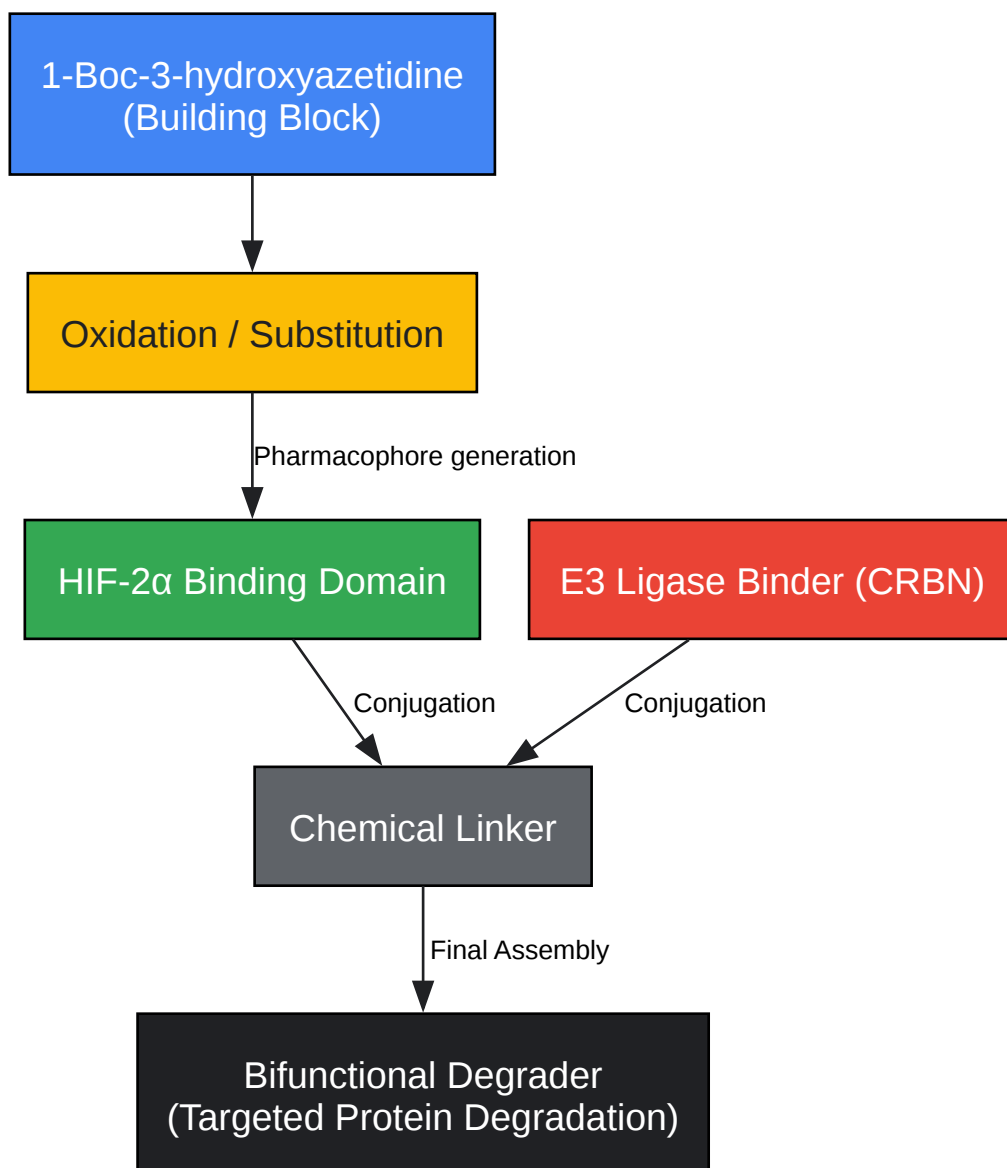 1-Boc-3-hydroxyazetidine
(Building Block)
Oxidation / Substitution
Pharmacophore generation
HIF-2α Binding Domain
E3 Ligase Binder (CRBN)
Conjugation
Conjugation
Chemical Linker
Final Assembly
Bifunctional Degrader
(Targeted Protein Degradation)